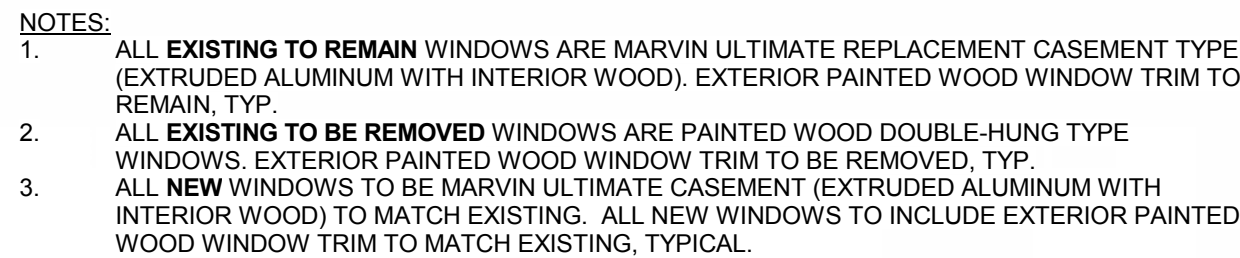 NOTES:
1. ALL EXISTING TO REMAIN WINDOWS ARE MARVIN ULTIMATE REPLACEMENT CASEMENT TYPE
(EXTRUDED ALUMINUM WITH INTERIOR WOOD). EXTERIOR PAINTED WOOD WINDOW TRIM TO
REMAIN, TYP.
2. ALL EXISTING TO BE REMOVED WINDOWS ARE PAINTED WOOD DOUBLE-HUNG TYPE
WINDOWS. EXTERIOR PAINTED WOOD WINDOW TRIM TO BE REMOVED, TYP.
3. ALL NEW WINDOWS TO BE MARVIN ULTIMATE CASEMENT (EXTRUDED ALUMINUM WITH
INTERIOR WOOD) TO MATCH EXISTING. ALL NEW WINDOWS TO INCLUDE EXTERIOR PAINTED
WOOD WINDOW TRIM TO MATCH EXISTING, TYPICAL.